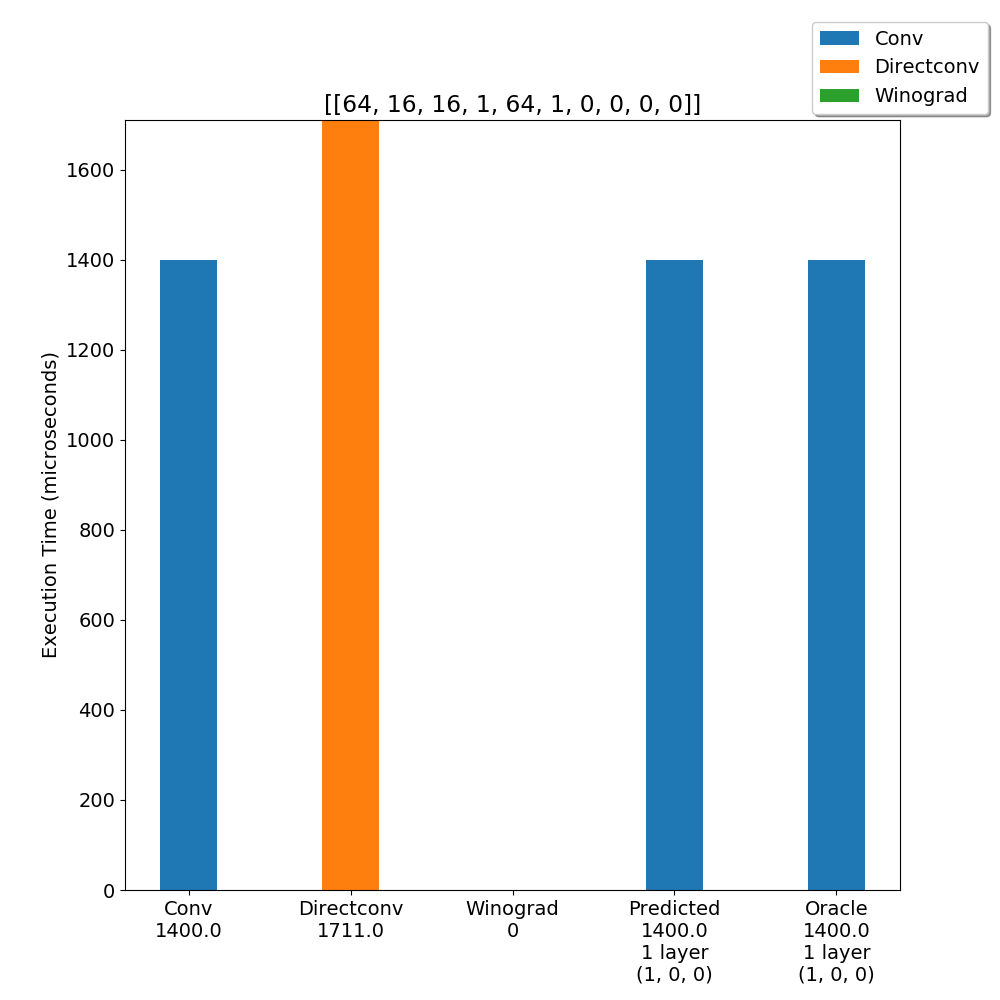 Conv
Directconv
Winograd
[[64, 16, 16, 1, 64, 1, 0, 0, 0, 0]]
Execution Time (microseconds)
1600
1400
1200
1000
800
600
400
200
0
Conv
1400.0
Directconv
1711.0
Winograd
0
Predicted
1400.0
1 layer
(1, 0, 0)
Oracle
1400.0
1 layer
(1, 0, 0)